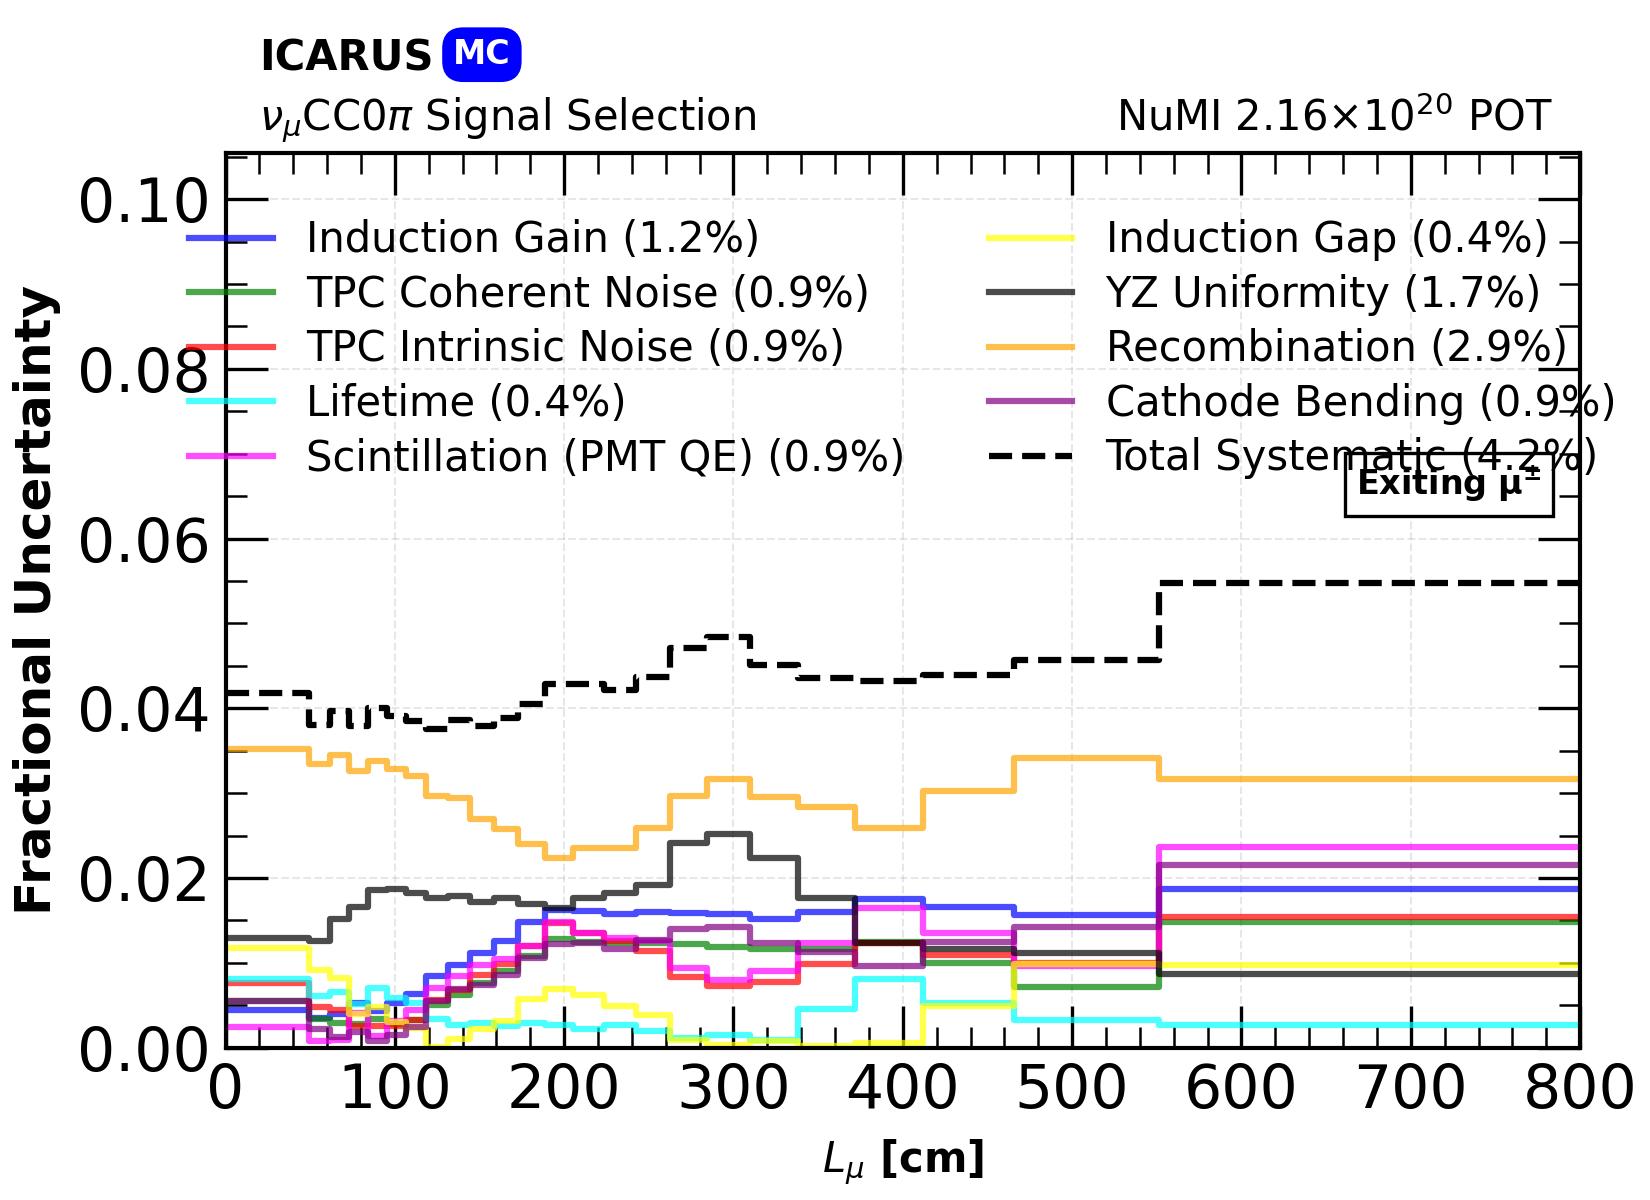 ICARUS MC
νμCC0π Signal Selection NuMI 2.16×10²⁰ POT
Fractional Uncertainty
0.10
0.08
0.06
0.04
0.02
0.00
Induction Gain (1.2%)
TPC Coherent Noise (0.9%)
TPC Intrinsic Noise (0.9%)
Lifetime (0.4%)
Scintillation (PMT QE) (0.9%)
Induction Gap (0.4%)
YZ Uniformity (1.7%)
Recombination (2.9%)
Cathode Bending (0.9%)
Total Systematic (4.2%)
Exiting μ±
0 100 200 300 400 500 600 700 800
Lμ [cm]